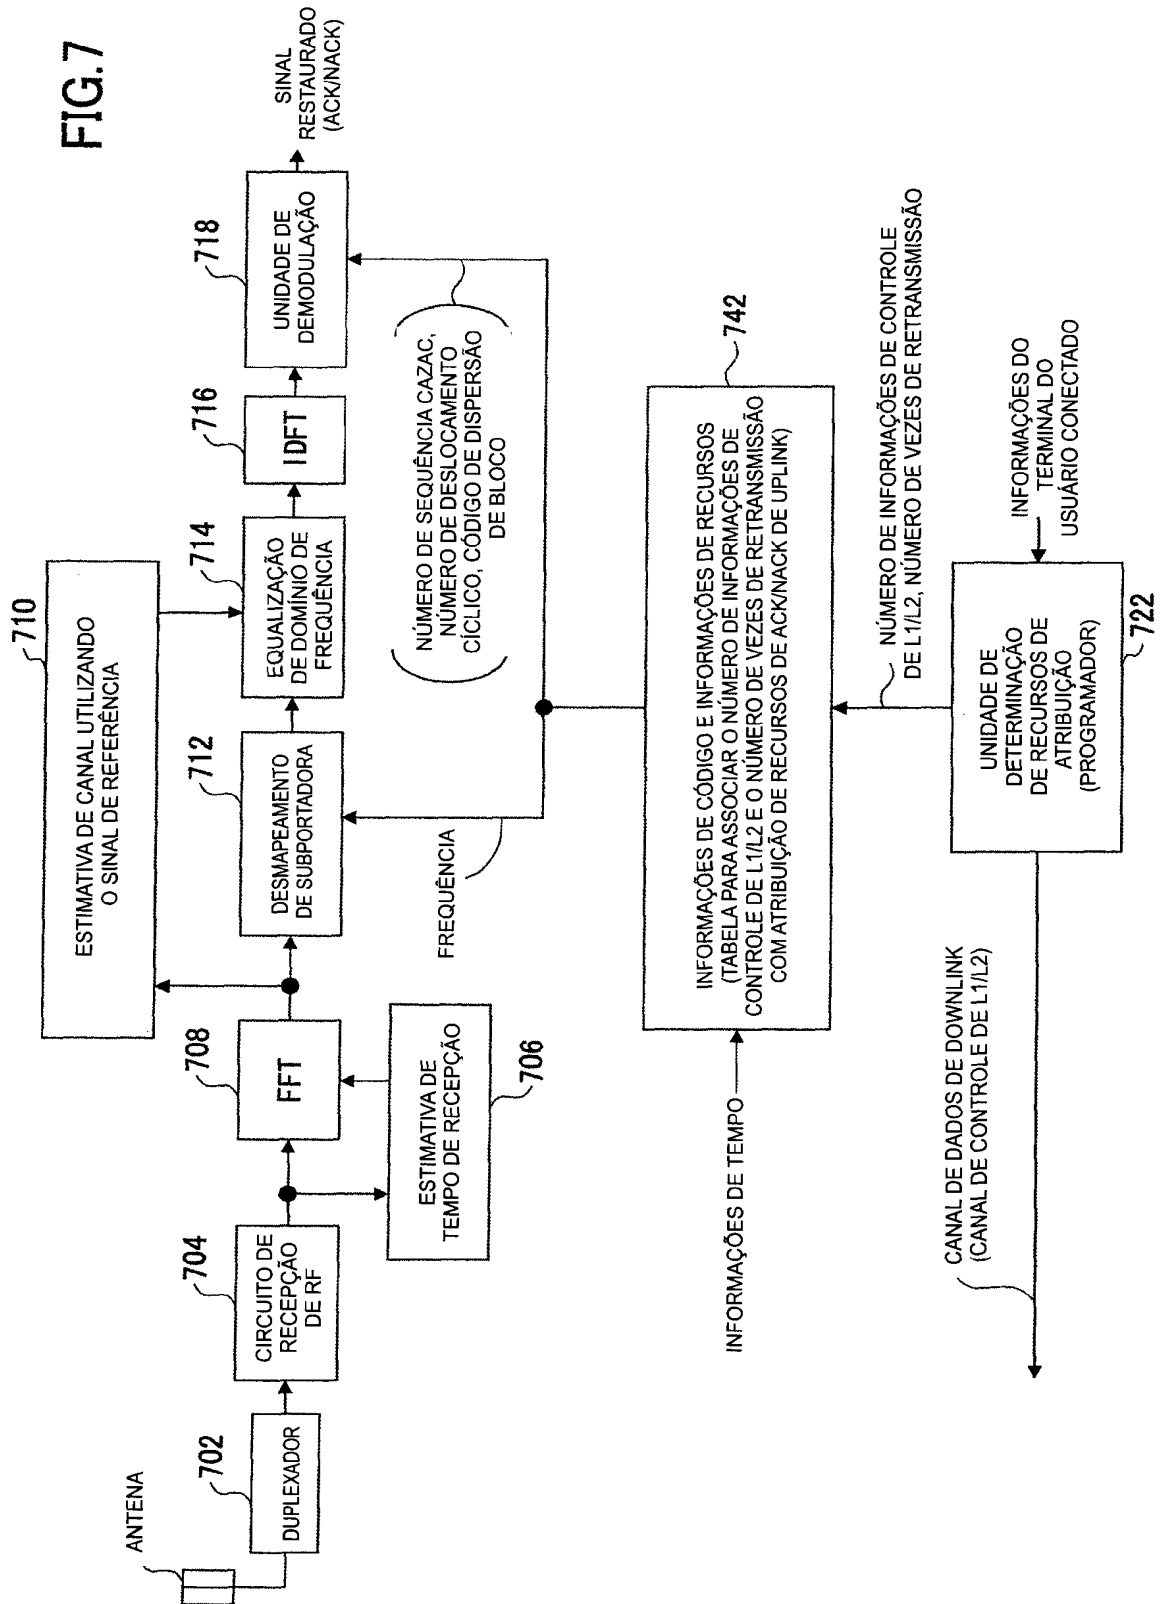 FIG.7
ANTENA
702
DUPLEXADOR
704
CIRCUITO DE
RECEPÇÃO
DE RF
706
ESTIMATIVA DE
TEMPO DE RECEPÇÃO
708
FFT
710
ESTIMATIVA DE CANAL UTILIZANDO
O SINAL DE REFERÊNCIA
712
DESMAPEAMENTO
DE SUBPORTADORA
714
EQUALIZAÇÃO
DE DOMÍNIO DE
FREQUÊNCIA
716
IDFT
718
UNIDADE DE
DEMODULAÇÃO
SINAL
RESTAURADO
(ACK/NACK)
FREQUÊNCIA
NÚMERO DE SEQUÊNCIA CAZAC,
NÚMERO DE DESLOCAMENTO
CÍCLICO, CÓDIGO DE DISPERSÃO
DE BLOCO
742
INFORMAÇÕES DE CÓDIGO E INFORMAÇÕES DE RECURSOS
(TABELA PARA ASSOCIAR O NÚMERO DE INFORMAÇÕES DE
CONTROLE DE L1/L2 E O NÚMERO DE VEZES DE RETRANSMISSÃO
COM ATRIBUIÇÃO DE RECURSOS DE ACK/NACK DE UPLINK)
INFORMAÇÕES DE TEMPO
NÚMERO DE INFORMAÇÕES DE CONTROLE
DE L1/L2, NÚMERO DE VEZES DE RETRANSMISSÃO
INFORMAÇÕES DO
TERMINAL DO
USUÁRIO CONECTADO
UNIDADE DE
DETERMINAÇÃO
DE RECURSOS DE
ATRIBUIÇÃO
(PROGRAMADOR)
722
CANAL DE DADOS DE DOWNLINK
(CANAL DE CONTROLE DE L1/L2)